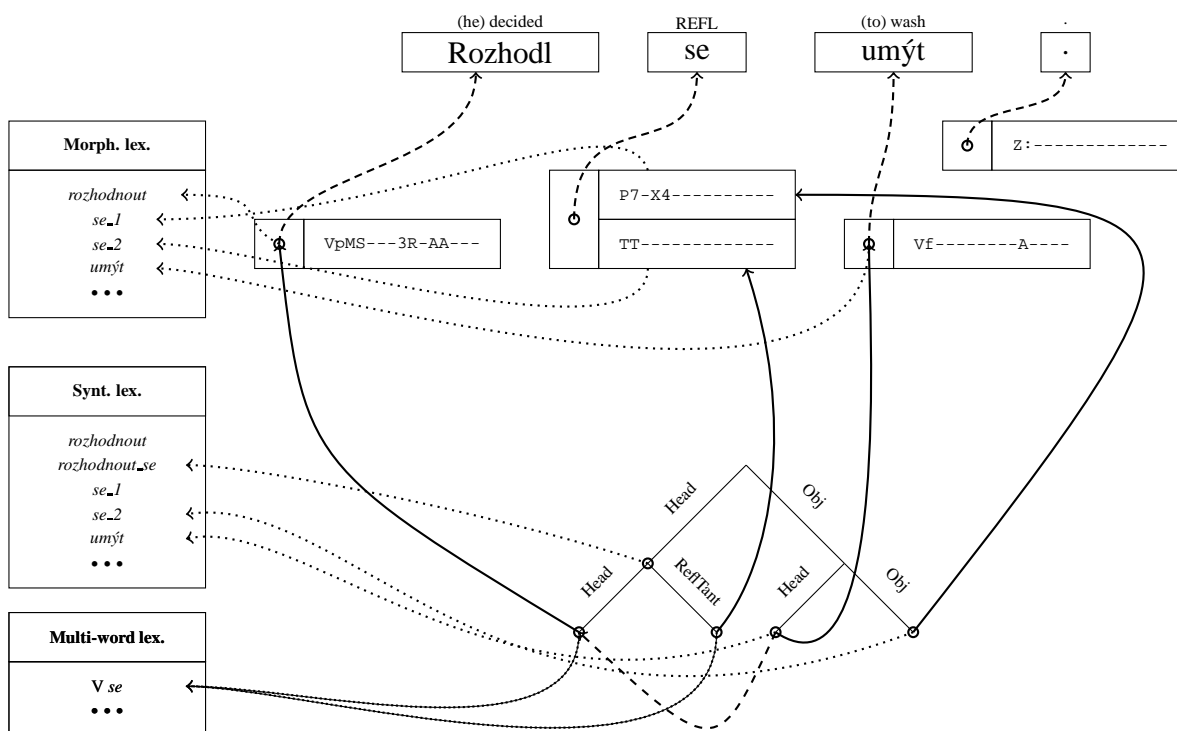 (he) decided
REFL
(to) wash
.
Rozhodl
se
umýt
.
Morph. lex.
rozhodnout
se_1
se_2
umýt
•••
Z:-------------
P7-X4----------
TT-------------
VpMS---3R-AA---
Vf--------A----
Synt. lex.
rozhodnout
rozhodnout_se
se_1
se_2
umýt
•••
Head
Obj
Head
ReflTant
Head
Obj
Multi-word lex.
V se
•••